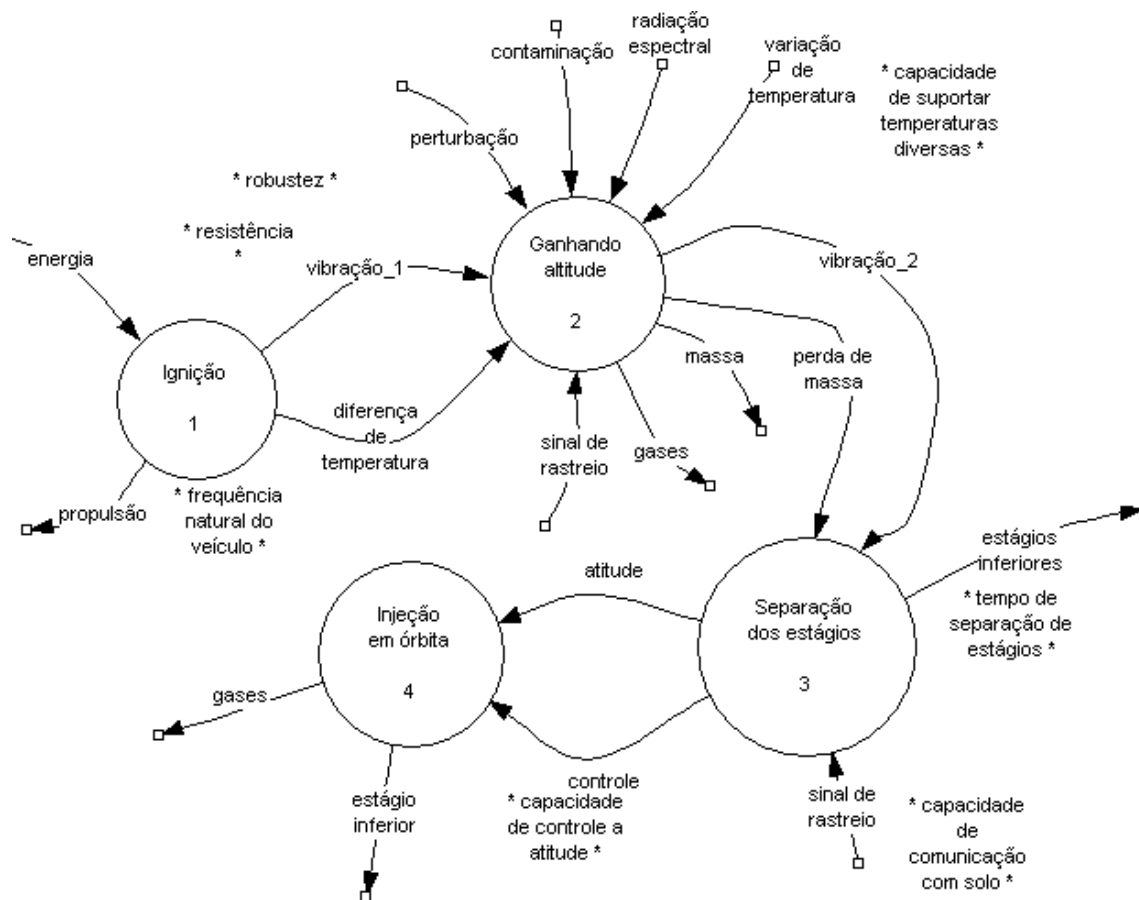 contaminação
radiação
espectral
variação
de
temperatura
* capacidade
de suportar
temperaturas
diversas *
perturbação
* robustez *
* resistência
*
energia
vibração_1
Ganhando
altitude
2
vibração_2
Ignição
1
massa
perda de
massa
diferença
de
temperatura
sinal de
rastreio
gases
propulsão
* frequência
natural do
veículo *
estágios
inferiores
* tempo de
separação de
estágios *
atitude
Injeção
em órbita
4
Separação
dos estágios
3
gases
controle
* capacidade
de controle a
atitude *
estágio
inferior
sinal de
rastreio
* capacidade
de
comunicação
com solo *